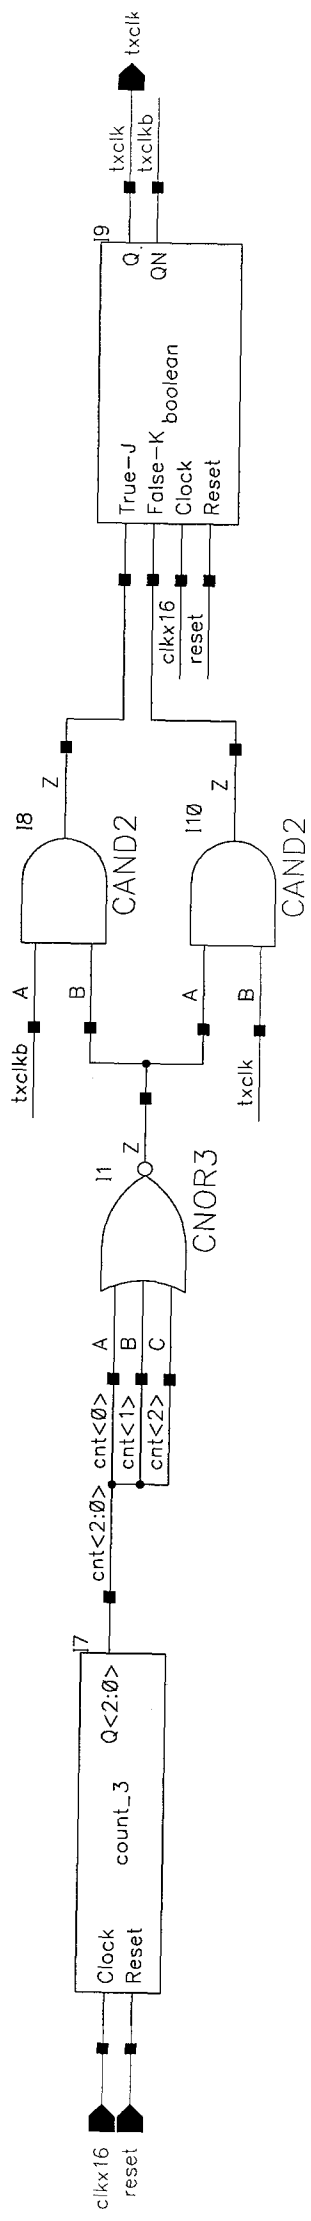 clkx16
reset
Clock
Reset
count_3
Q<2:0>
I7
cnt<2:0>
cnt<0>
cnt<1>
cnt<2>
A
B
C
I1
Z
CNOR3
txclkb
A
B
I8
Z
CAND2
A
B
txclk
I10
Z
CAND2
clkx16
reset
True-J
False-K
Clock
Reset
boolean
I9
Q
QN
txclk
txclkb
txclk